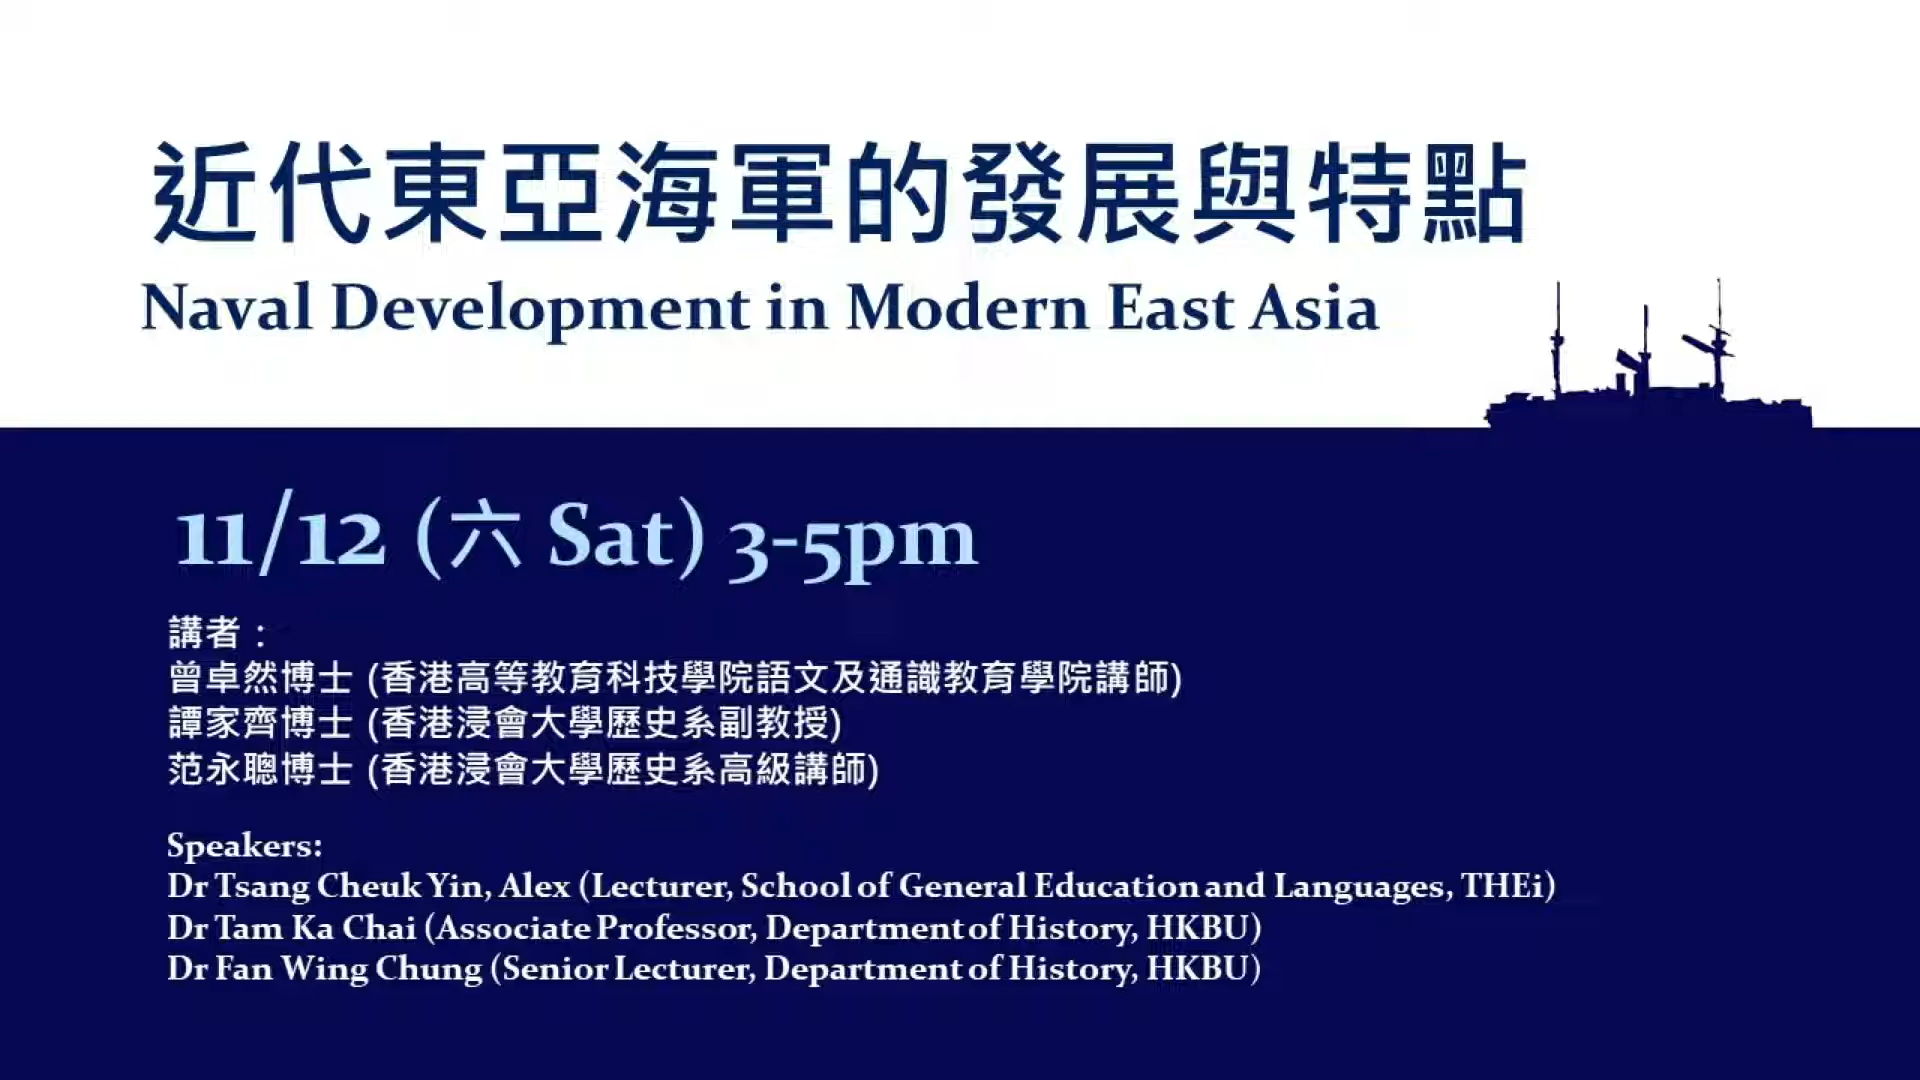 近代東亞海軍的發展與特點
Naval Development in Modern East Asia
11/12 (六 Sat) 3-5pm
講者：
曾卓然博士 (香港高等教育科技學院語文及通識教育學院講師)
譚家齊博士 (香港浸會大學歷史系副教授)
范永聰博士 (香港浸會大學歷史系高級講師)
Speakers:
Dr Tsang Cheuk Yin, Alex (Lecturer, School of General Education and Languages, THEi)
Dr Tam Ka Chai (Associate Professor, Department of History, HKBU)
Dr Fan Wing Chung (Senior Lecturer, Department of History, HKBU)